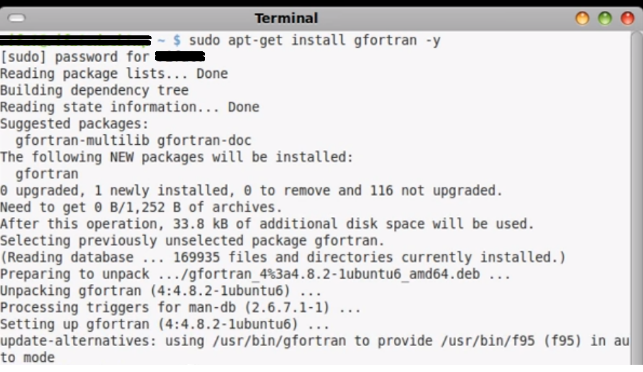 Terminal
~ $ sudo apt-get install gfortran -y
[sudo] password for
Reading package lists... Done
Building dependency tree
Reading state information... Done
Suggested packages:
  gfortran-multilib gfortran-doc
The following NEW packages will be installed:
  gfortran
0 upgraded, 1 newly installed, 0 to remove and 116 not upgraded.
Need to get 0 B/1,252 B of archives.
After this operation, 33.8 kB of additional disk space will be used.
Selecting previously unselected package gfortran.
(Reading database ... 169935 files and directories currently installed.)
Preparing to unpack .../gfortran_4%3a4.8.2-1ubuntu6_amd64.deb ...
Unpacking gfortran (4:4.8.2-1ubuntu6) ...
Processing triggers for man-db (2.6.7.1-1) ...
Setting up gfortran (4:4.8.2-1ubuntu6) ...
update-alternatives: using /usr/bin/gfortran to provide /usr/bin/f95 (f95) in au
to mode